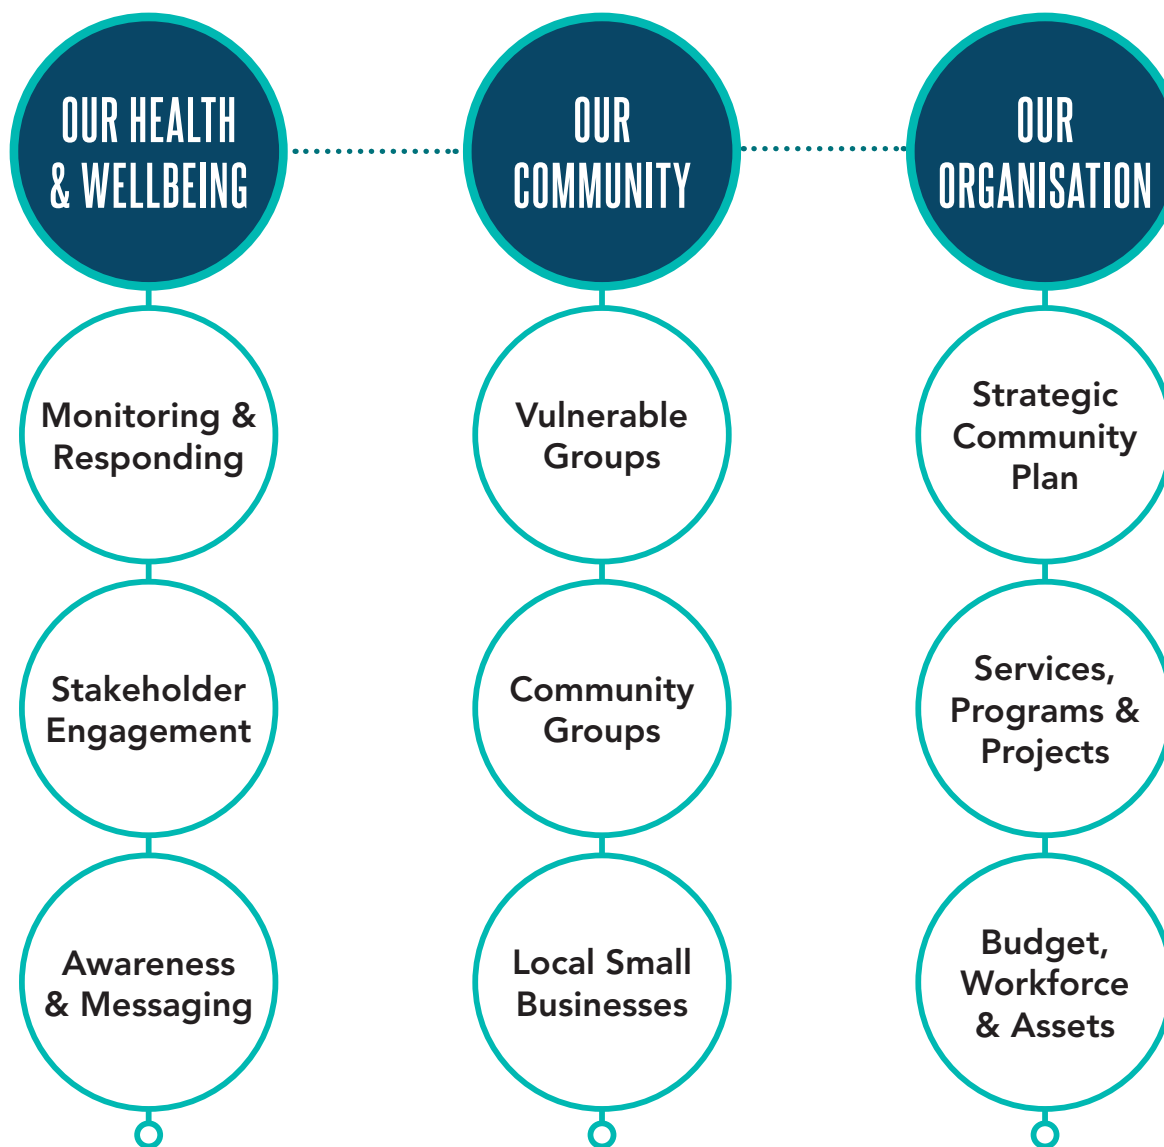 OUR HEALTH
& WELLBEING
OUR
COMMUNITY
OUR
ORGANISATION
Monitoring &
Responding
Vulnerable
Groups
Strategic
Community
Plan
Stakeholder
Engagement
Community
Groups
Services,
Programs &
Projects
Awareness
& Messaging
Local Small
Businesses
Budget,
Workforce
& Assets